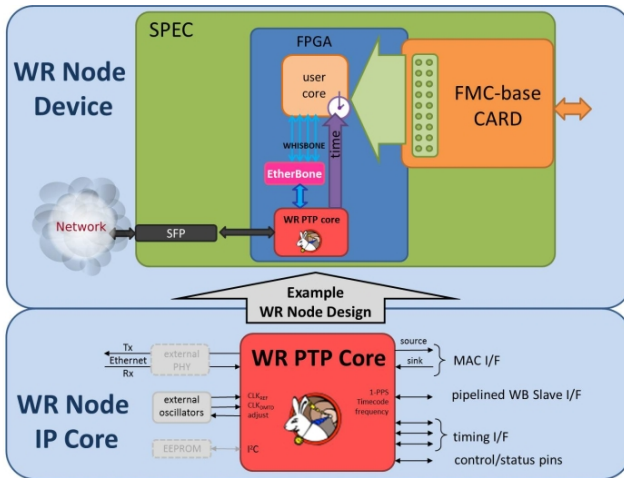 SPEC
FPGA
WR Node
Device
user
core
FMC-base
CARD
WHISBONE
time
EtherBone
Network
SFP
WR PTP core
Example
WR Node Design
WR Node
IP Core
Tx
Ethernet
Rx
external
PHY
WR PTP Core
source
sink
MAC I/F
external
oscillators
CLKREF
CLKDMTD
adjust
1-PPS
Timecode
frequency
pipelined WB Slave I/F
timing I/F
EEPROM
I²C
control/status pins